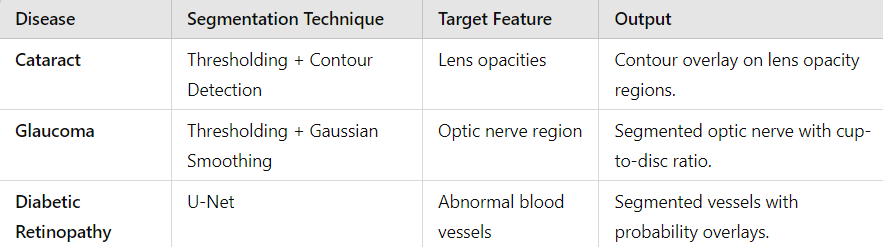 Disease Segmentation Technique Target Feature Output
Cataract Thresholding + Contour Lens opacities Contour overlay on lens opacity
Detection regions.
Glaucoma Thresholding + Gaussian Optic nerve region Segmented optic nerve with cup-
Smoothing to-disc ratio.
Diabetic U-Net Abnormal blood Segmented vessels with
Retinopathy vessels probability overlays.